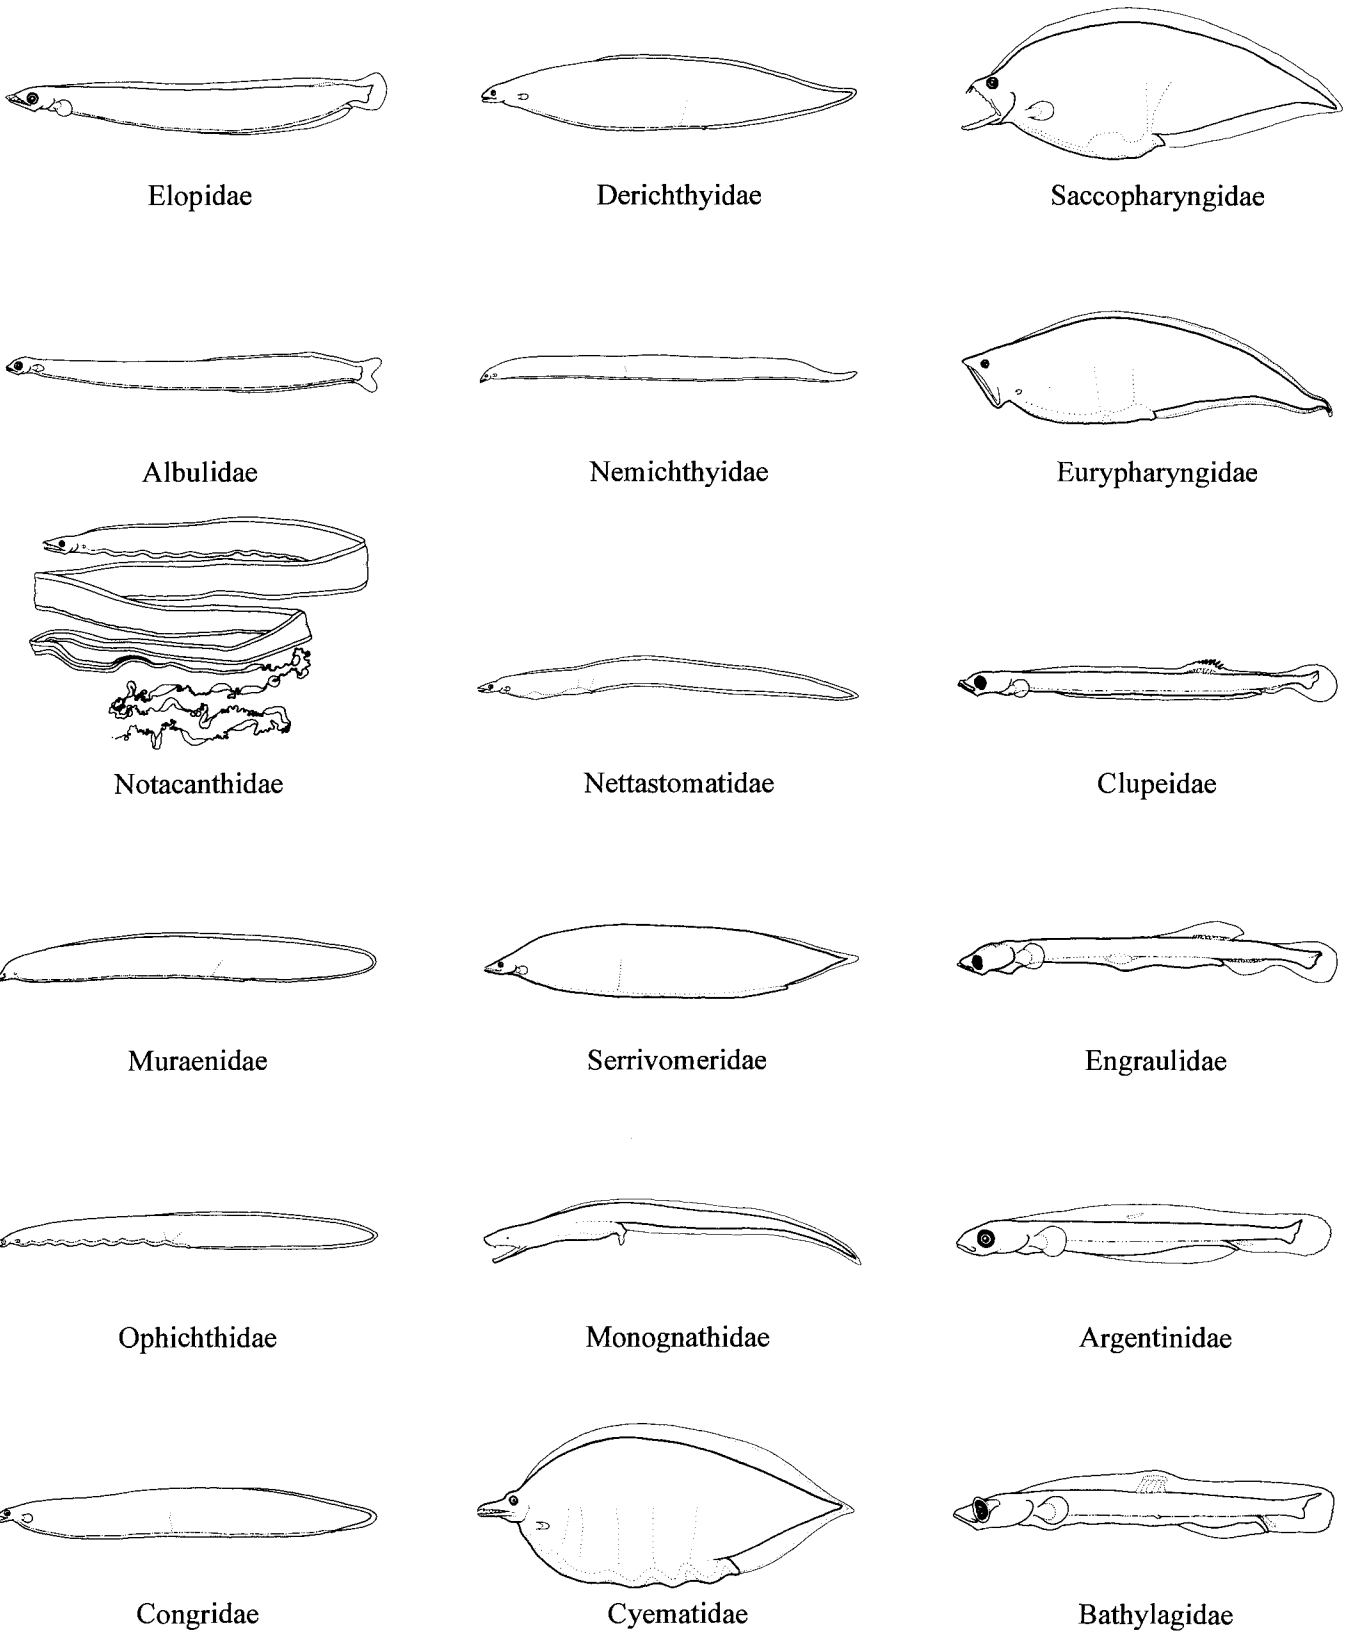 Elopidae
Derichthyidae
Saccopharyngidae
Albulidae
Nemichthyidae
Eurypharyngidae
Notacanthidae
Nettastomatidae
Clupeidae
Muraenidae
Serrivomeridae
Engraulidae
Ophichthidae
Monognathidae
Argentinidae
Congridae
Cyematidae
Bathylagidae